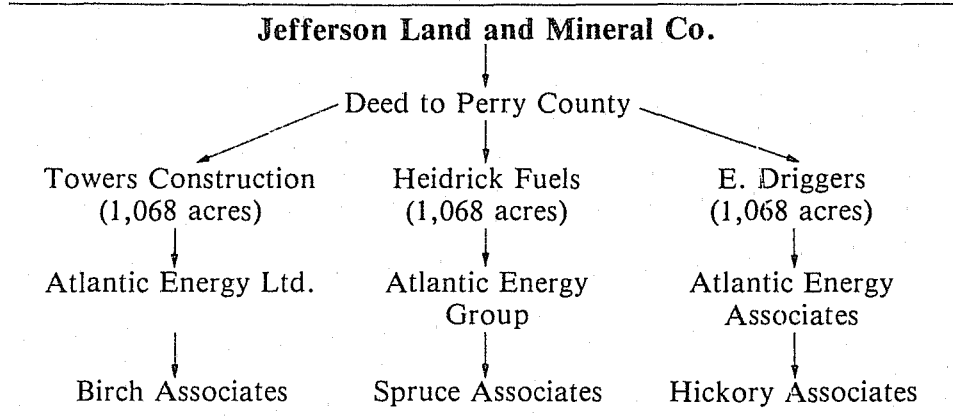 Jefferson Land and Mineral Co.
Deed to Perry County
Towers Construction
(1,068 acres)
Heidrick Fuels
(1,068 acres)
E. Driggers
(1,068 acres)
Atlantic Energy Ltd.
Atlantic Energy
Group
Atlantic Energy
Associates
Birch Associates
Spruce Associates
Hickory Associates